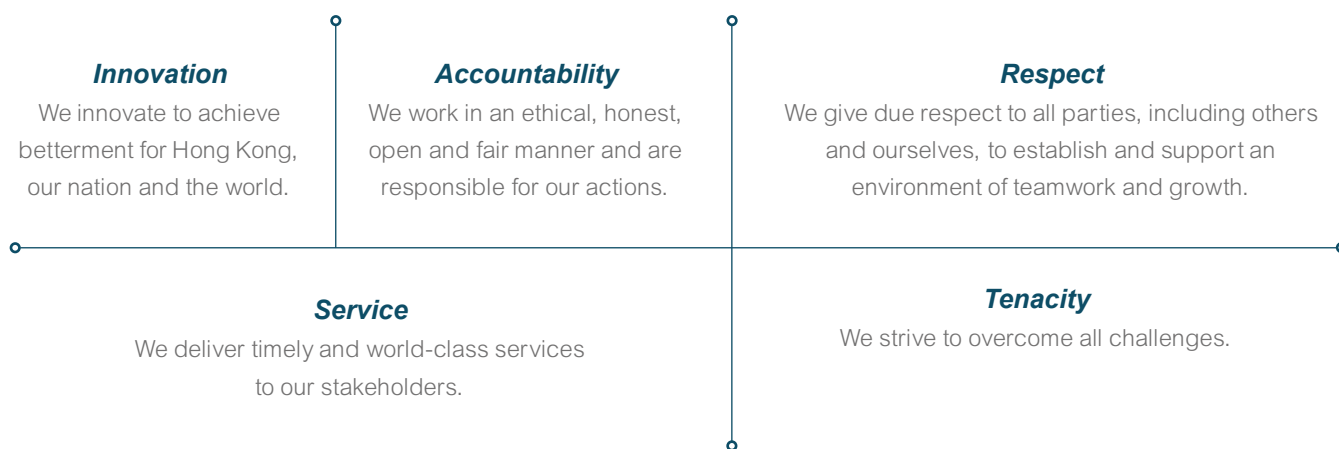 Innovation
We innovate to achieve
betterment for Hong Kong,
our nation and the world.
Accountability
We work in an ethical, honest,
open and fair manner and are
responsible for our actions.
Respect
We give due respect to all parties, including others
and ourselves, to establish and support an
environment of teamwork and growth.
Service
We deliver timely and world-class services
to our stakeholders.
Tenacity
We strive to overcome all challenges.